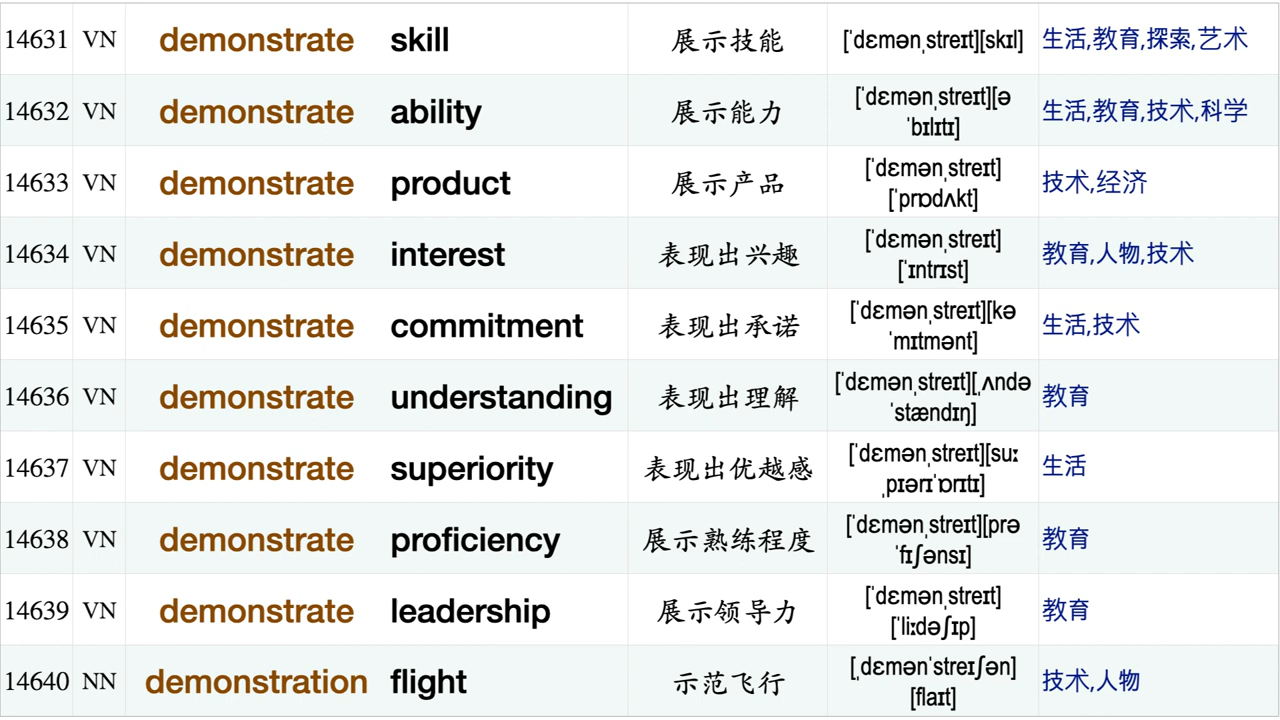 14631 VN demonstrate skill 展示技能 [ˈdɛmənˌstreɪt][skɪl] 生活,教育,探索,艺术
14632 VN demonstrate ability 展示能力 [ˈdɛmənˌstreɪt][ə
ˈbɪlɪtɪ] 生活,教育,技术,科学
14633 VN demonstrate product 展示产品 [ˈdɛmənˌstreɪt]
[ˈprɒdʌkt] 技术,经济
14634 VN demonstrate interest 表现出兴趣 [ˈdɛmənˌstreɪt]
[ˈɪntrɪst] 教育,人物,技术
14635 VN demonstrate commitment 表现出承诺 [ˈdɛmənˌstreɪt][kə
ˈmɪtmənt] 生活,技术
14636 VN demonstrate understanding 表现出理解 [ˈdɛmənˌstreɪt][ˌʌndə
ˈstændɪŋ] 教育
14637 VN demonstrate superiority 表现出优越感 [ˈdɛmənˌstreɪt][suː
ˌpɪərɪˈɒrɪtɪ] 生活
14638 VN demonstrate proficiency 展示熟练程度 [ˈdɛmənˌstreɪt][prə
ˈfɪʃənsɪ] 教育
14639 VN demonstrate leadership 展示领导力 [ˈdɛmənˌstreɪt]
[ˈliːdəʃɪp] 教育
14640 NN demonstration flight 示范飞行 [ˌdɛmənˈstreɪʃən]
[flaɪt] 技术,人物